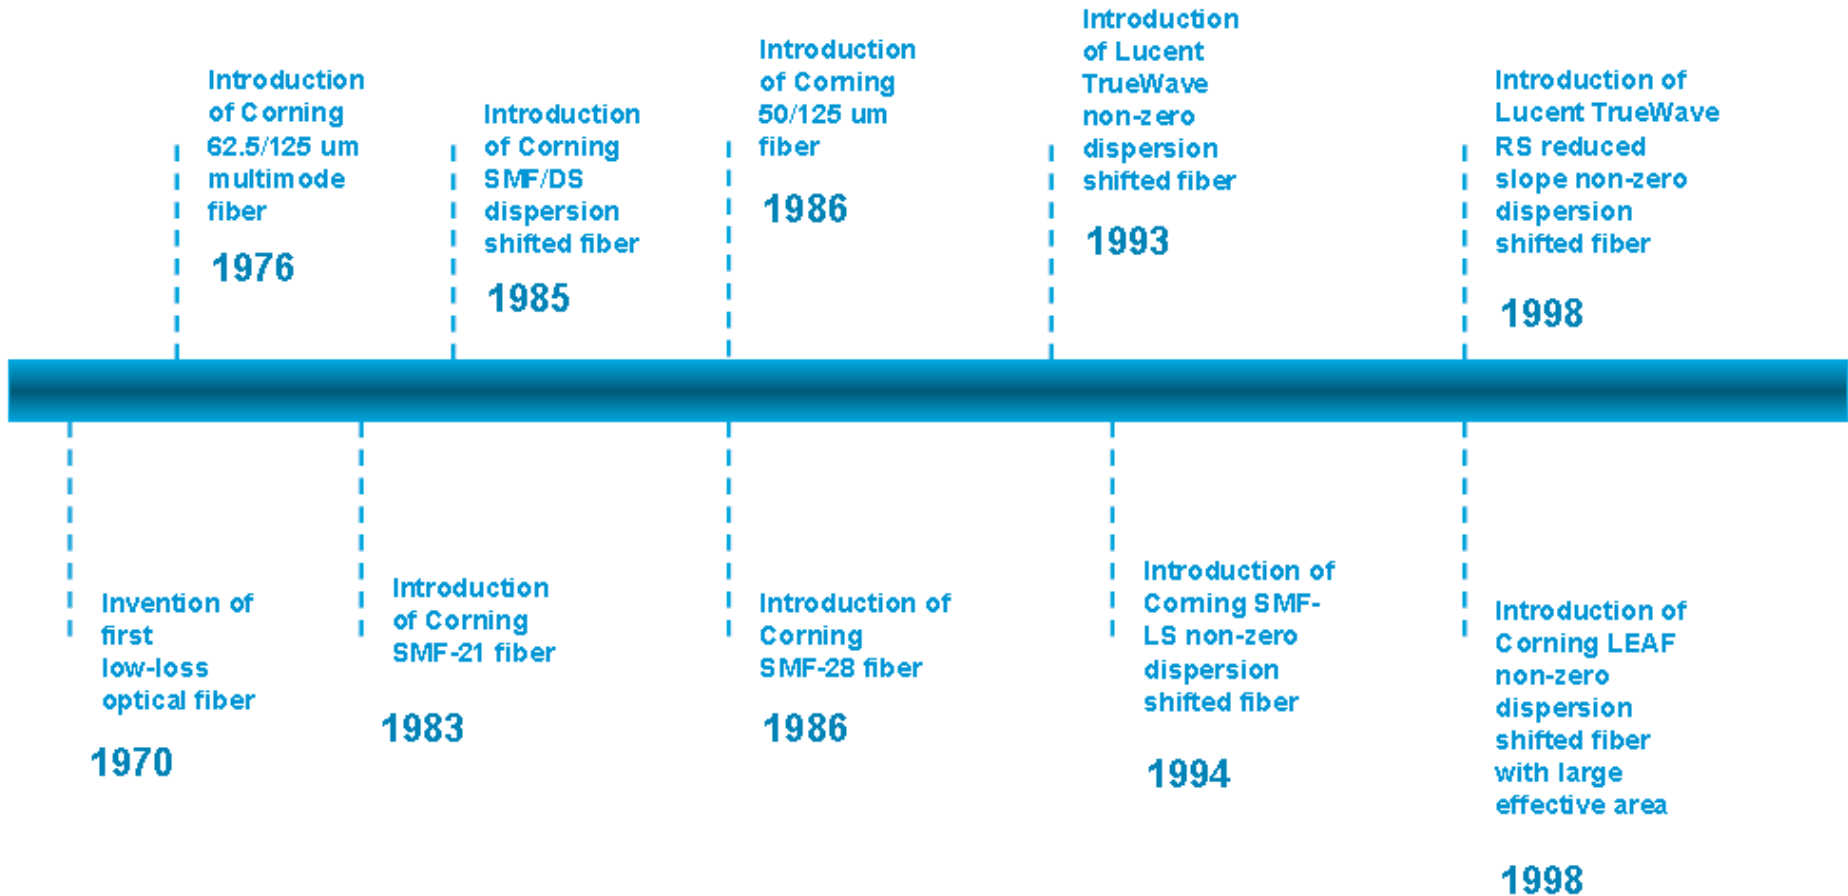 Introduction
of Corning
62.5/125 um
multimode
fiber
1976
Introduction
of Corning
SMF/DS
dispersion
shifted fiber
1985
Introduction
of Corning
50/125 um
fiber
1986
Introduction
of Lucent
TrueWave
non-zero
dispersion
shifted fiber
1993
Introduction of
Lucent TrueWave
RS reduced
slope non-zero
dispersion
shifted fiber
1998
Invention of
first
low-loss
optical fiber
1970
Introduction
of Corning
SMF-21 fiber
1983
Introduction of
Corning
SMF-28 fiber
1986
Introduction of
Corning SMF-
LS non-zero
dispersion
shifted fiber
1994
Introduction of
Corning LEAF
non-zero
dispersion
shifted fiber
with large
effective area
1998